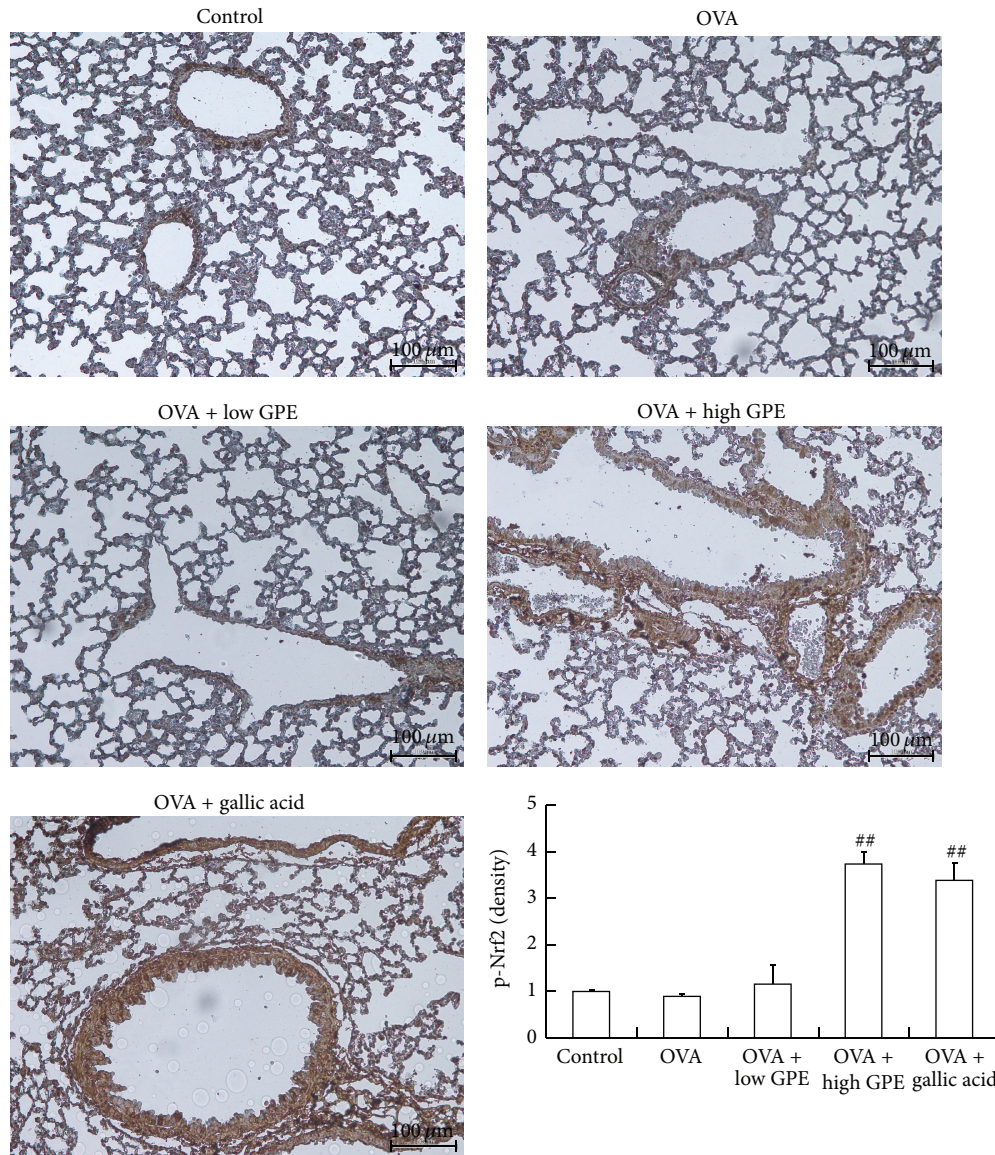 Control
OVA
100 μm
100 μm
OVA + low GPE
OVA + high GPE
100 μm
100 μm
OVA + gallic acid
100 μm
p-Nrf2 (density)
5
4
3
2
1
0
##
##
Control
OVA
OVA +
low GPE
OVA +
high GPE
OVA +
gallic acid